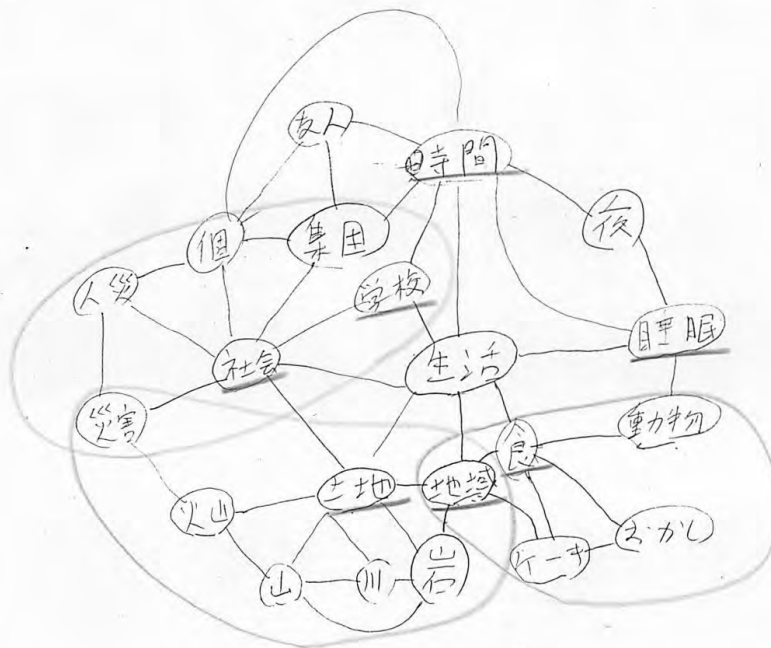 友人
時間
個
集団
夜
人災
学校
社会
生活
睡眠
災害
食
動物
土地
地域
火山
山
川
岩
ケーキ
おかし